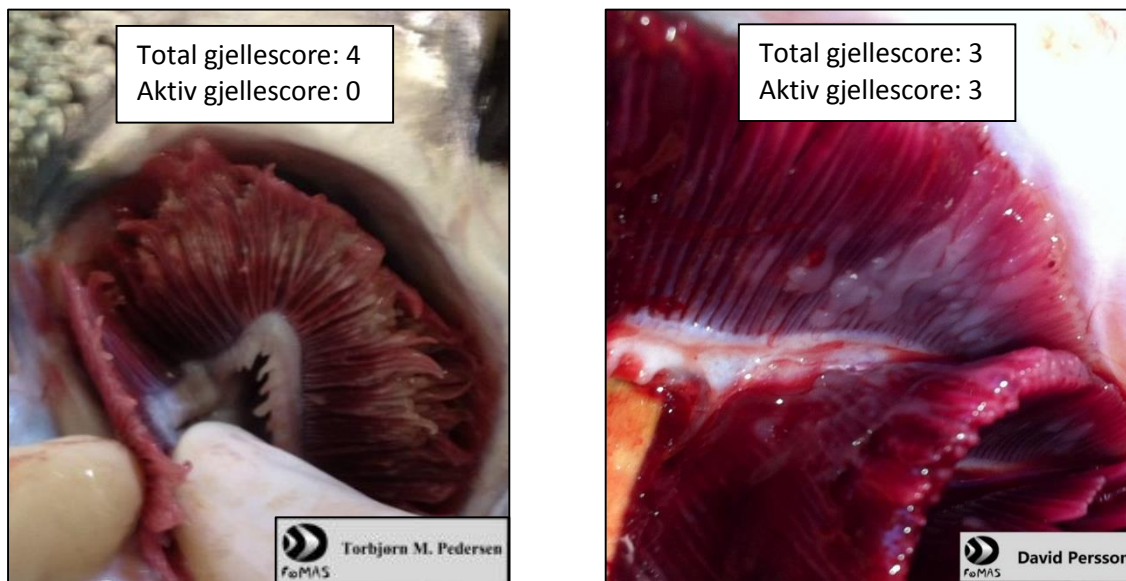 Total gjellescore: 4
Aktiv gjellescore: 0
Total gjellescore: 3
Aktiv gjellescore: 3
Torbjørn M. Pedersen
FoMAS
David Persson
FoMAS